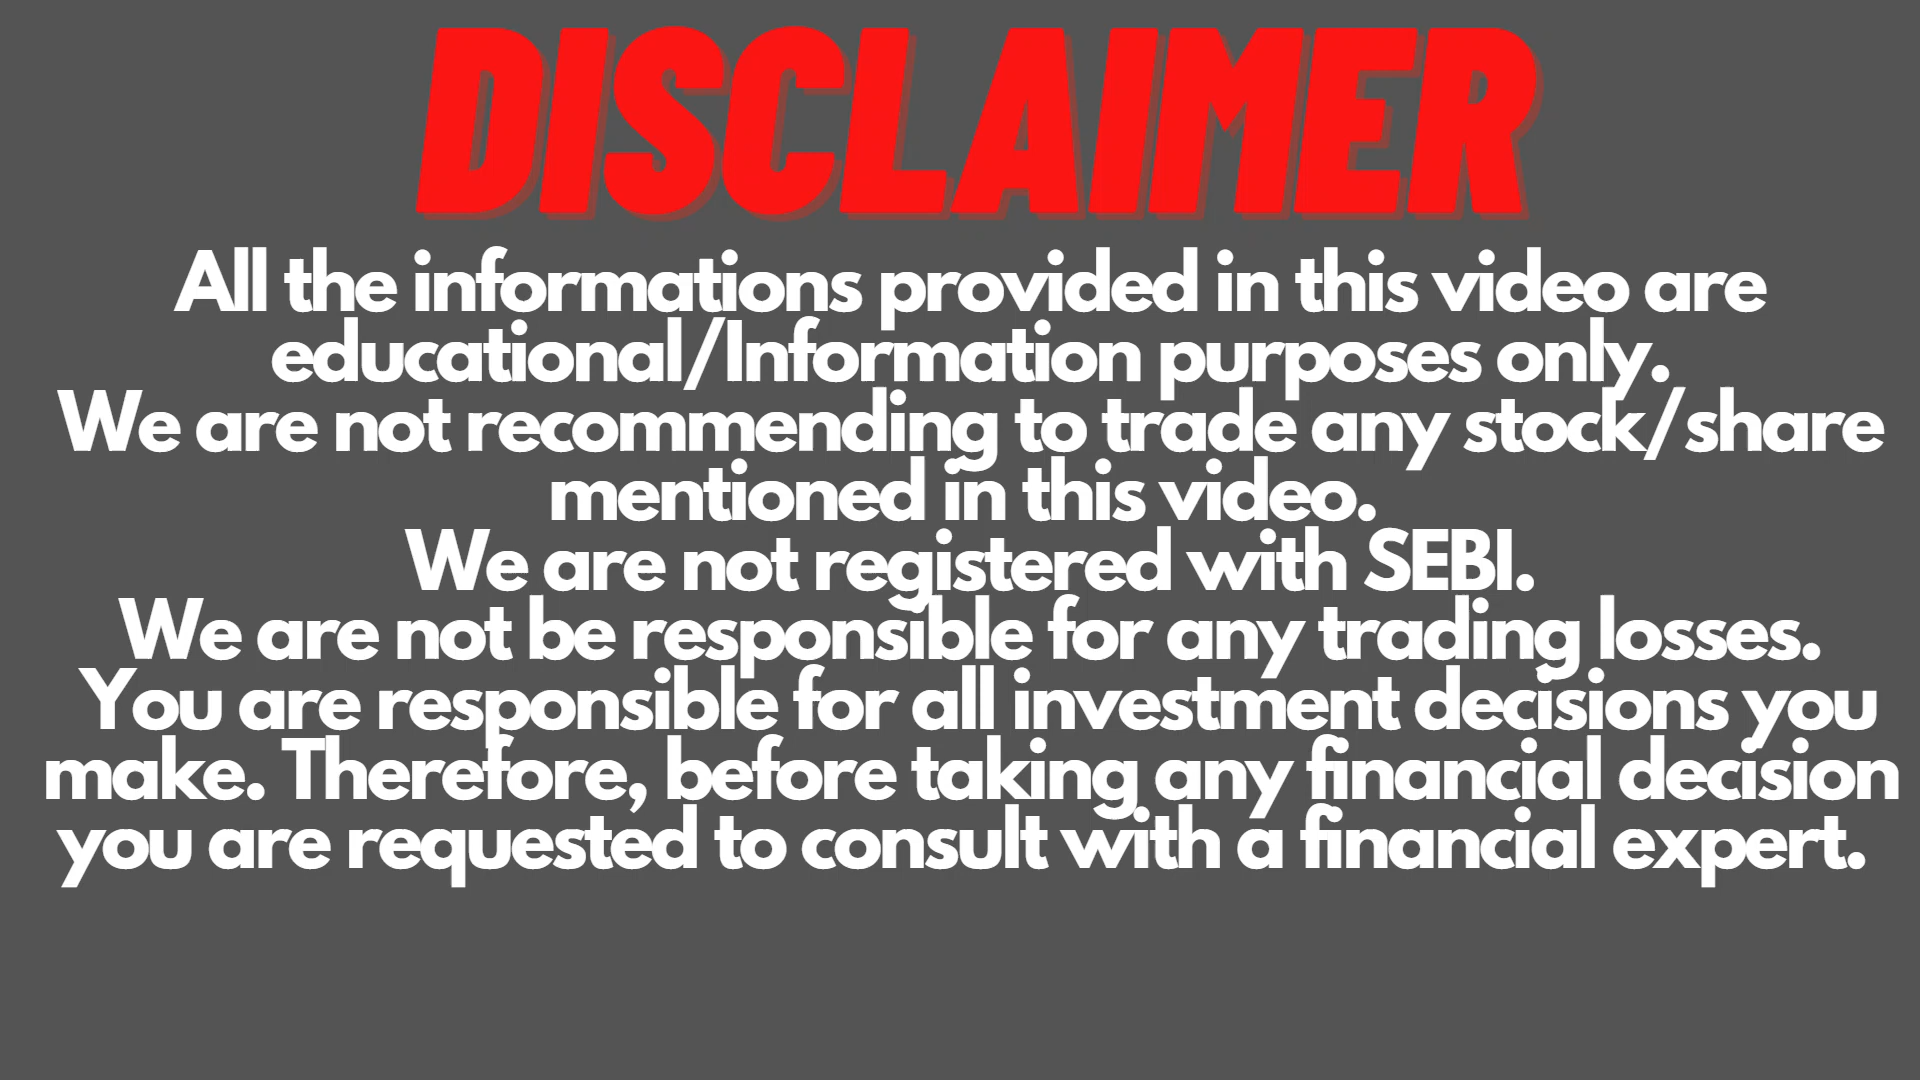 DISCLAIMER
All the informations provided in this video are
educational/Information purposes only.
We are not recommending to trade any stock/share
mentioned in this video.
We are not registered with SEBI.
We are not be responsible for any trading losses.
You are responsible for all investment decisions you
make. Therefore, before taking any financial decision
you are requested to consult with a financial expert.